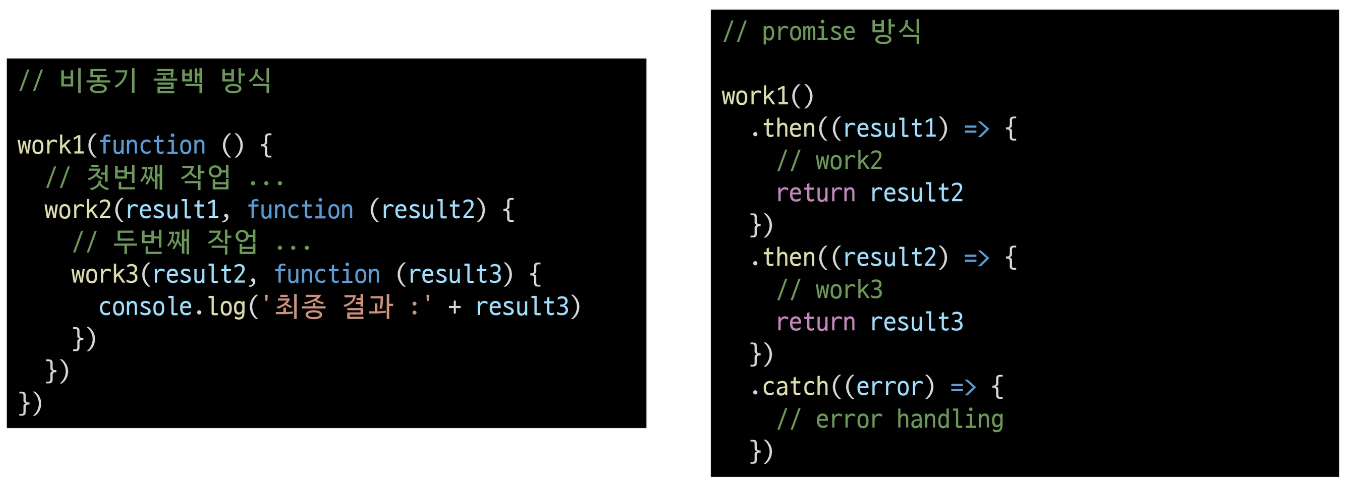 // 비동기 콜백 방식
work1(function () {
// 첫번째 작업 ...
work2(result1, function (result2) {
// 두번째 작업 ...
work3(result2, function (result3) {
console.log('최종 결과 :' + result3)
})
})
})
// promise 방식
work1()
.then((result1) => {
// work2
return result2
})
.then((result2) => {
// work3
return result3
})
.catch((error) => {
// error handling
})